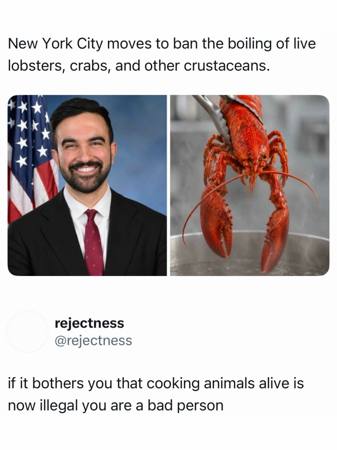 New York City moves to ban the boiling of live
lobsters, crabs, and other crustaceans.
rejectness
@rejectness
if it bothers you that cooking animals alive is
now illegal you are a bad person